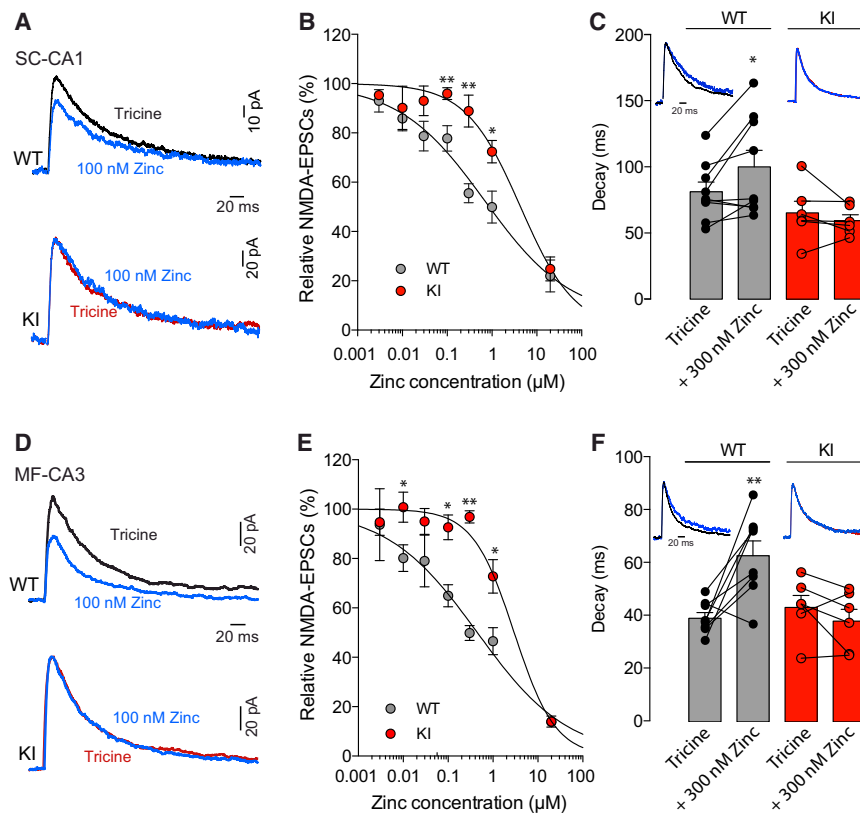 A
SC-CA1
Tricine
100 nM Zinc
WT
10 pA
20 ms
100 nM Zinc
Tricine
KI
20 pA
B
Relative NMDA-EPSCs (%)
120
100
80
60
40
20
0
** ** *
WT
KI
0.001 0.01 0.1 1 10 100
Zinc concentration (µM)
C
WT KI
Decay (ms)
200
150
100
50
0
20 ms
*
Tricine
+ 300 nM Zinc
Tricine
+ 300 nM Zinc
D
MF-CA3
Tricine
100 nM Zinc
WT
20 pA
20 ms
100 nM Zinc
Tricine
KI
20 pA
E
Relative NMDA-EPSCs (%)
120
100
80
60
40
20
0
* * ** *
WT
KI
0.001 0.01 0.1 1 10 100
Zinc concentration (µM)
F
WT KI
Decay (ms)
100
80
60
40
20
0
20 ms
**
Tricine
+ 300 nM Zinc
Tricine
+ 300 nM Zinc